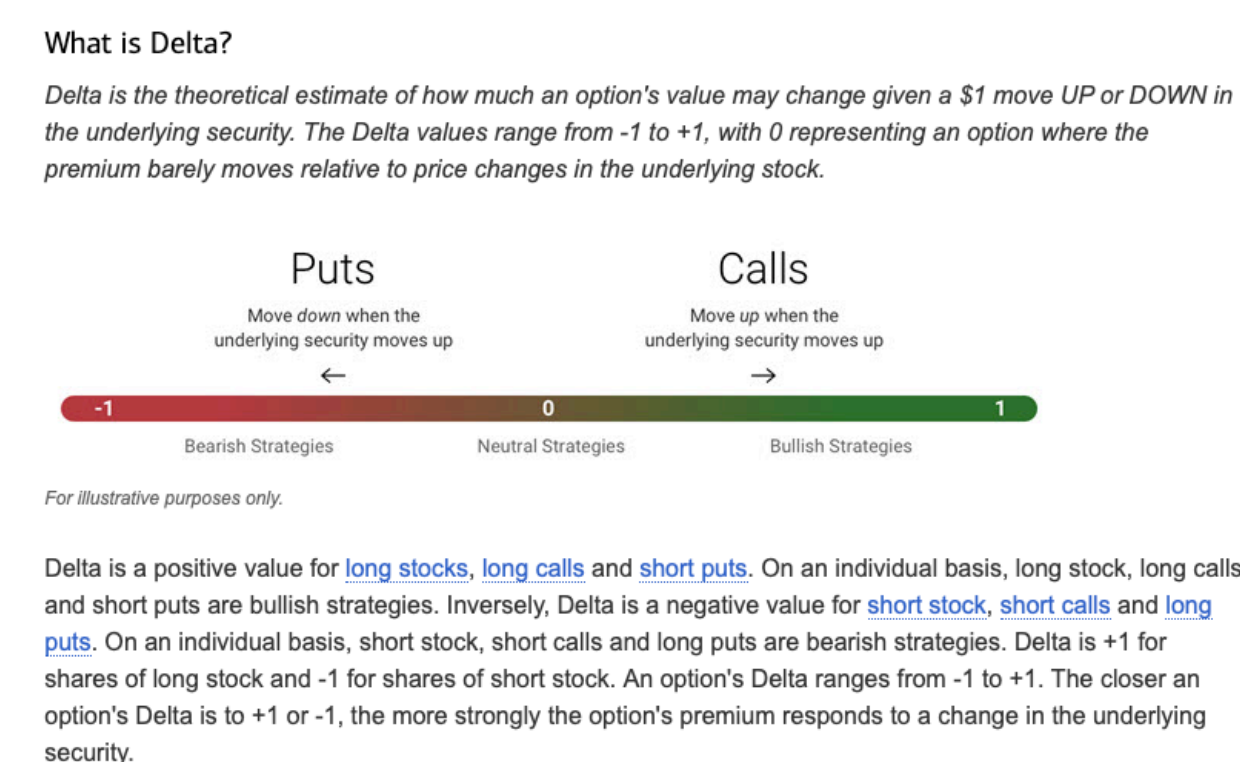 What is Delta?
Delta is the theoretical estimate of how much an option's value may change given a $1 move UP or DOWN in
the underlying security. The Delta values range from -1 to +1, with 0 representing an option where the
premium barely moves relative to price changes in the underlying stock.
Puts
Move down when the
underlying security moves up
←
Calls
Move up when the
underlying security moves up
→
-1 0 1
Bearish Strategies Neutral Strategies Bullish Strategies
For illustrative purposes only.
Delta is a positive value for long stocks, long calls and short puts. On an individual basis, long stock, long calls
and short puts are bullish strategies. Inversely, Delta is a negative value for short stock, short calls and long
puts. On an individual basis, short stock, short calls and long puts are bearish strategies. Delta is +1 for
shares of long stock and -1 for shares of short stock. An option's Delta ranges from -1 to +1. The closer an
option's Delta is to +1 or -1, the more strongly the option's premium responds to a change in the underlying
security.